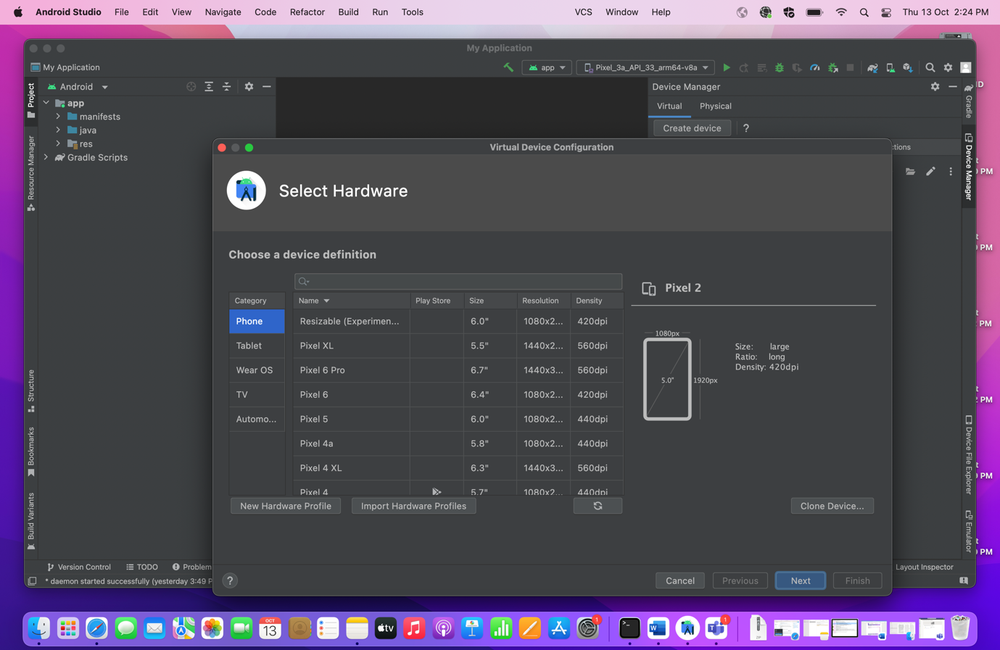 Android Studio File Edit View Navigate Code Refactor Build Run Tools VCS Window Help Thu 13 Oct 2:24 PM
My Application
My Application app Pixel_3a_API_33_arm64-v8a
Project
Android
Device Manager
Gradle
app
Virtual Physical
manifests
java
Create device ?
res
Gradle Scripts
Resource Manager
Device Manager
Virtual Device Configuration
Select Hardware
Choose a device definition
Pixel 2
Category Name Play Store Size Resolution Density
Phone Resizable (Experimen... 6.0" 1080x2... 420dpi
Tablet Pixel XL 5.5" 1440x2... 560dpi
Wear OS Pixel 6 Pro 6.7" 1440x3... 560dpi
TV Pixel 6 6.4" 1080x2... 420dpi
Automo... Pixel 5 6.0" 1080x2... 440dpi
Pixel 4a 5.8" 1080x2... 440dpi
Pixel 4 XL 6.3" 1440x3... 560dpi
Pixel 4 5.7" 1080x2... 440dpi
1080px
5.0"
1920px
Size: large
Ratio: long
Density: 420dpi
New Hardware Profile Import Hardware Profiles Clone Device...
Structure
Bookmarks
Build Variants
Device File Explorer
Emulator
Version Control TODO Problem
Layout Inspector
* daemon started successfully (yesterday 3:49 P
? Cancel Previous Next Finish
OCT
13
tv
1
1
ZIP